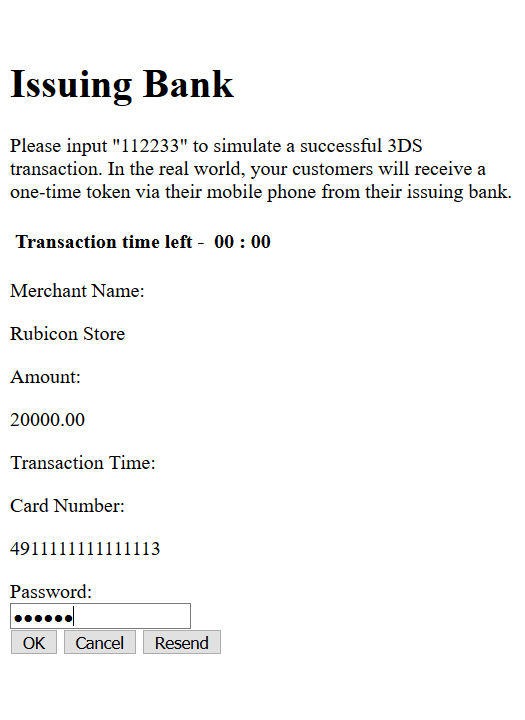 Issuing Bank
Please input "112233" to simulate a successful 3DS
transaction. In the real world, your customers will receive a
one-time token via their mobile phone from their issuing bank.
Transaction time left - 00 : 00
Merchant Name:
Rubicon Store
Amount:
20000.00
Transaction Time:
Card Number:
4911111111111113
Password:
●●●●●●
OK Cancel Resend